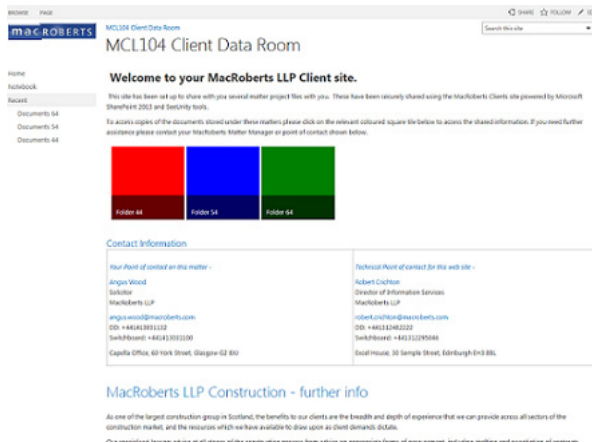 BROWSE PAGE
SHARE FOLLOW
macROBERTS
MCL104 Client Data Room
Search this site
MCL104 Client Data Room
Home
Notebook
Recent
Documents 64
Documents 54
Documents 44
Welcome to your MacRoberts LLP Client site.
This site has been set up to share with you several matter project files with you. These have been securely shared using the MacRoberts Clients site powered by Microsoft
SharePoint 2013 and SeeUnity tools.
To access copies of the documents stored under these matters please click on the relevant coloured square tile below to access the shared information. If you need further
assistance please contact your MacRoberts Matter Manager or point of contact shown below.
Folder 44
Folder 54
Folder 64
Contact Information
Your Point of contact on this matter -
Angus Wood
Solicitor
MacRoberts LLP
angus.wood@macroberts.com
DD: +441413031132
Switchboard: +441413031100
Capella Office, 60 York Street, Glasgow G2 8JU
Technical Point of contact for this web site -
Robert Crichton
Director of Information Services
MacRoberts LLP
robert.crichton@macroberts.com
DD: +441312482222
Switchboard: +441312295046
Excel House, 30 Semple Street, Edinburgh EH3 8BL
MacRoberts LLP Construction - further info
As one of the largest construction group in Scotland, the benefits to our clients are the breadth and depth of experience that we can provide across all sectors of the
construction market, and the resources which we have available to draw upon as client demands dictate.